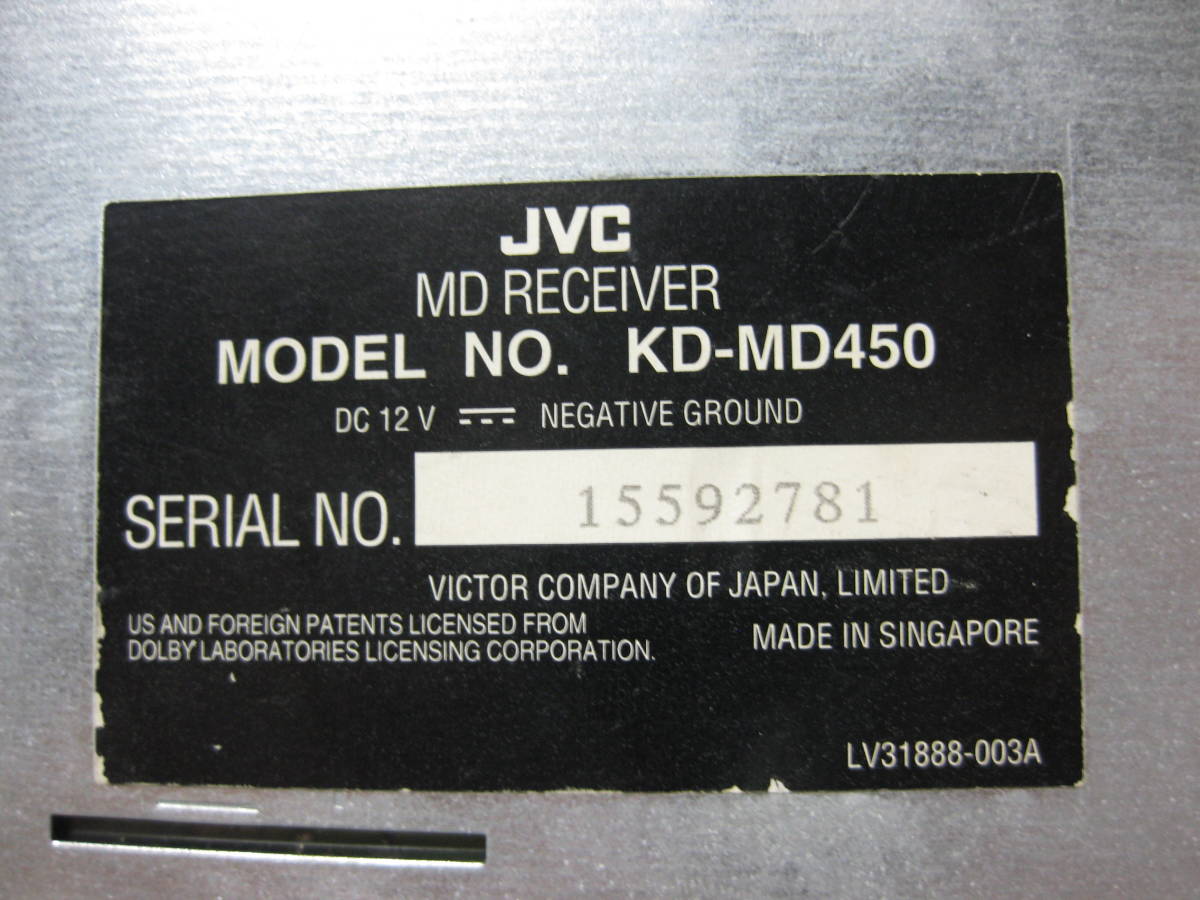 JVC
MD RECEIVER
MODEL NO. KD-MD450
DC 12 V NEGATIVE GROUND
SERIAL NO. 15592781
VICTOR COMPANY OF JAPAN, LIMITED
US AND FOREIGN PATENTS LICENSED FROM
DOLBY LABORATORIES LICENSING CORPORATION.
MADE IN SINGAPORE
LV31888-003A